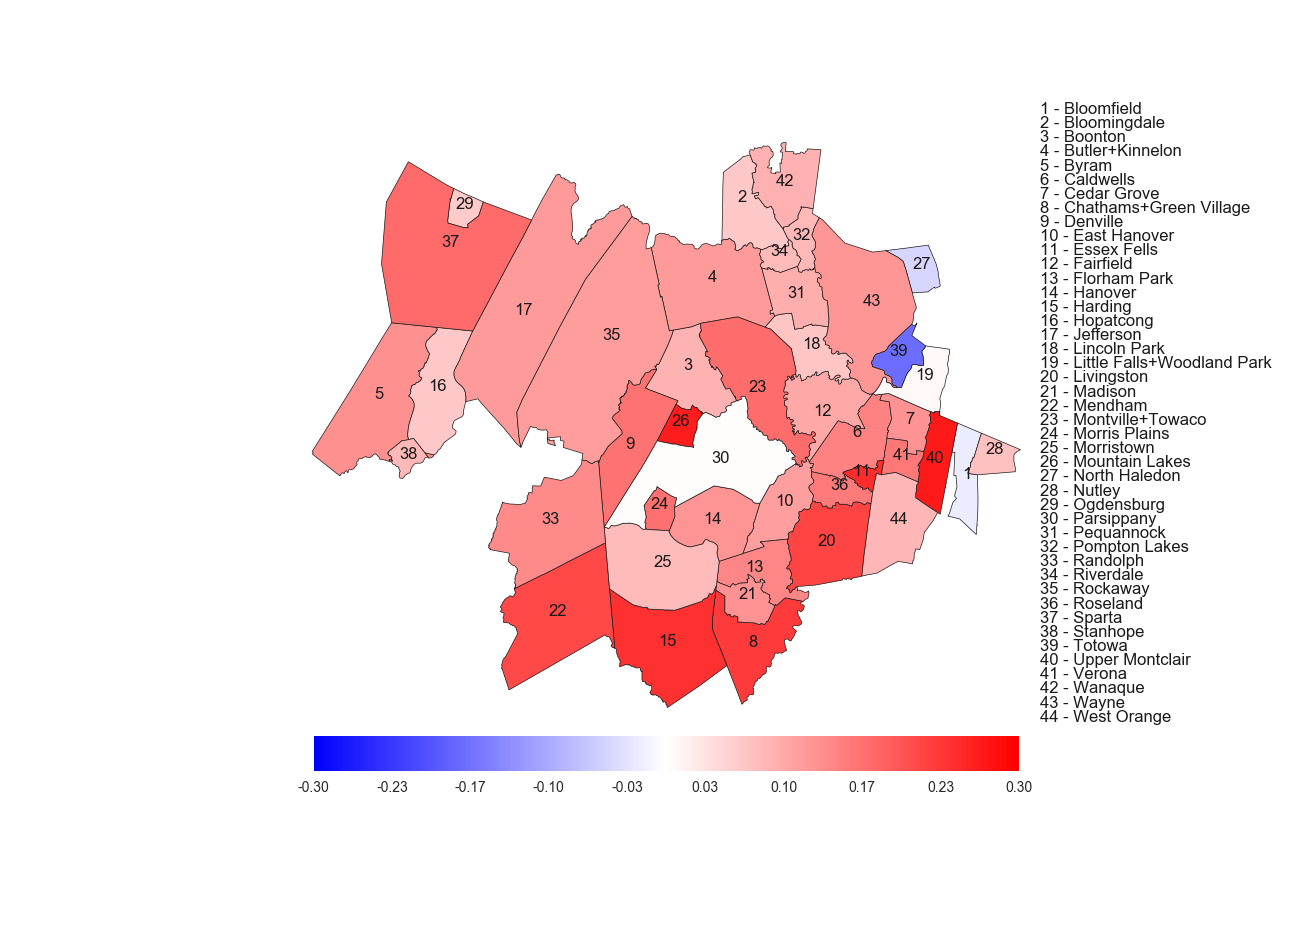 1 - Bloomfield
2 - Bloomingdale
3 - Boonton
4 - Butler+Kinnelon
5 - Byram
6 - Caldwells
7 - Cedar Grove
8 - Chathams+Green Village
9 - Denville
10 - East Hanover
11 - Essex Fells
12 - Fairfield
13 - Florham Park
14 - Hanover
15 - Harding
16 - Hopatcong
17 - Jefferson
18 - Lincoln Park
19 - Little Falls+Woodland Park
20 - Livingston
21 - Madison
22 - Mendham
23 - Montville+Towaco
24 - Morris Plains
25 - Morristown
26 - Mountain Lakes
27 - North Haledon
28 - Nutley
29 - Ogdensburg
30 - Parsippany
31 - Pequannock
32 - Pompton Lakes
33 - Randolph
34 - Riverdale
35 - Rockaway
36 - Roseland
37 - Sparta
38 - Stanhope
39 - Totowa
40 - Upper Montclair
41 - Verona
42 - Wanaque
43 - Wayne
44 - West Orange
42
2
29
32
37
34
27
4
31
43
17
35
18
39
3
19
16
23
5
12
7
26
6
9
38
41
28
30
40
11
1
36
10
24
33
14
44
20
25
13
21
22
15
8
-0.30 -0.23 -0.17 -0.10 -0.03 0.03 0.10 0.17 0.23 0.30